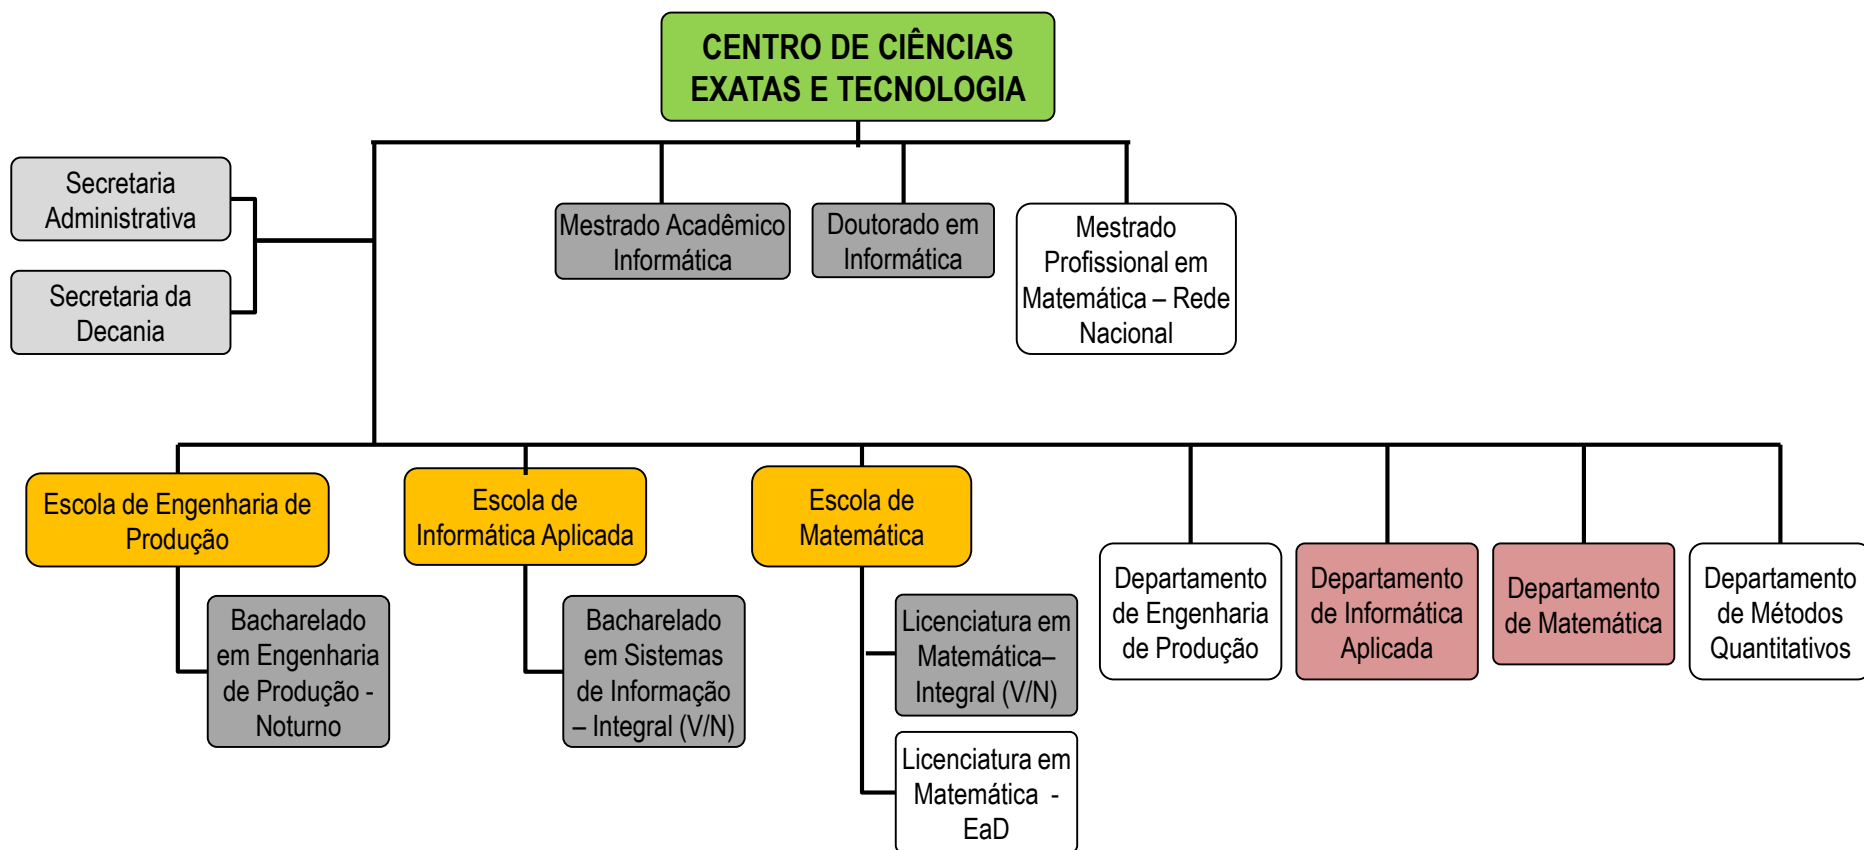 CENTRO DE CIÊNCIAS
EXATAS E TECNOLOGIA
Secretaria
Administrativa
Secretaria da
Decania
Mestrado Acadêmico
Informática
Doutorado em
Informática
Mestrado
Profissional em
Matemática – Rede
Nacional
Escola de Engenharia de
Produção
Escola de
Informática Aplicada
Escola de
Matemática
Bacharelado
em Engenharia
de Produção -
Noturno
Bacharelado
em Sistemas
de Informação
– Integral (V/N)
Licenciatura em
Matemática–
Integral (V/N)
Licenciatura em
Matemática -
EaD
Departamento
de Engenharia
de Produção
Departamento
de Informática
Aplicada
Departamento
de Matemática
Departamento
de Métodos
Quantitativos